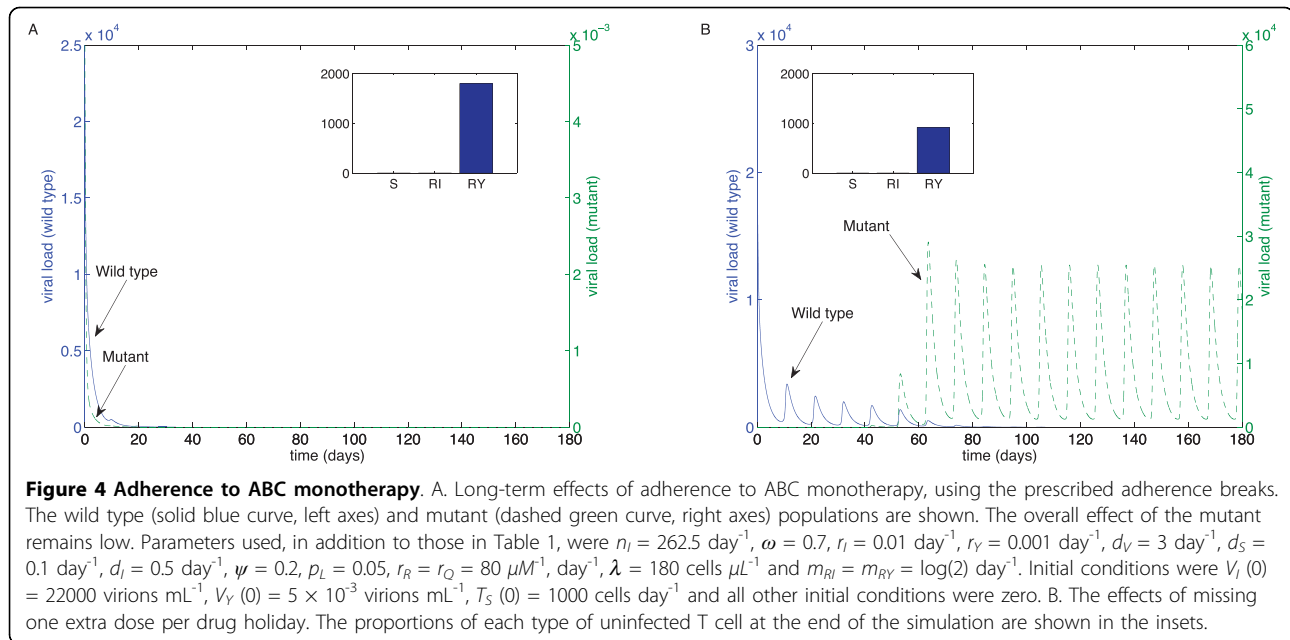 A
× 10⁴
2.5
2
1.5
1
0.5
0
viral load (wild type)
× 10⁻³
5
4
3
2
1
0
viral load (mutant)
2000
1000
0
S RI RY
Wild type
Mutant
0 20 40 60 80 100 120 140 160 180
time (days)
B
× 10⁴
3
2
1
0
viral load (wild type)
× 10⁴
6
5
4
3
2
1
0
viral load (mutant)
2000
1000
0
S RI RY
Mutant
Wild type
0 20 40 60 80 100 120 140 160 180
time (days)
Figure 4 Adherence to ABC monotherapy. A. Long-term effects of adherence to ABC monotherapy, using the prescribed adherence breaks.
The wild type (solid blue curve, left axes) and mutant (dashed green curve, right axes) populations are shown. The overall effect of the mutant
remains low. Parameters used, in addition to those in Table 1, were n_I = 262.5 day⁻¹, ω = 0.7, r_I = 0.01 day⁻¹, r_Y = 0.001 day⁻¹, d_V = 3 day⁻¹, d_S =
0.1 day⁻¹, d_I = 0.5 day⁻¹, ψ = 0.2, p_L = 0.05, r_R = r_Q = 80 μM⁻¹, day⁻¹, λ = 180 cells μL⁻¹ and m_RI = m_RY = log(2) day⁻¹. Initial conditions were V_I (0)
= 22000 virions mL⁻¹, V_Y (0) = 5 × 10⁻³ virions mL⁻¹, T_S (0) = 1000 cells day⁻¹ and all other initial conditions were zero. B. The effects of missing
one extra dose per drug holiday. The proportions of each type of uninfected T cell at the end of the simulation are shown in the insets.